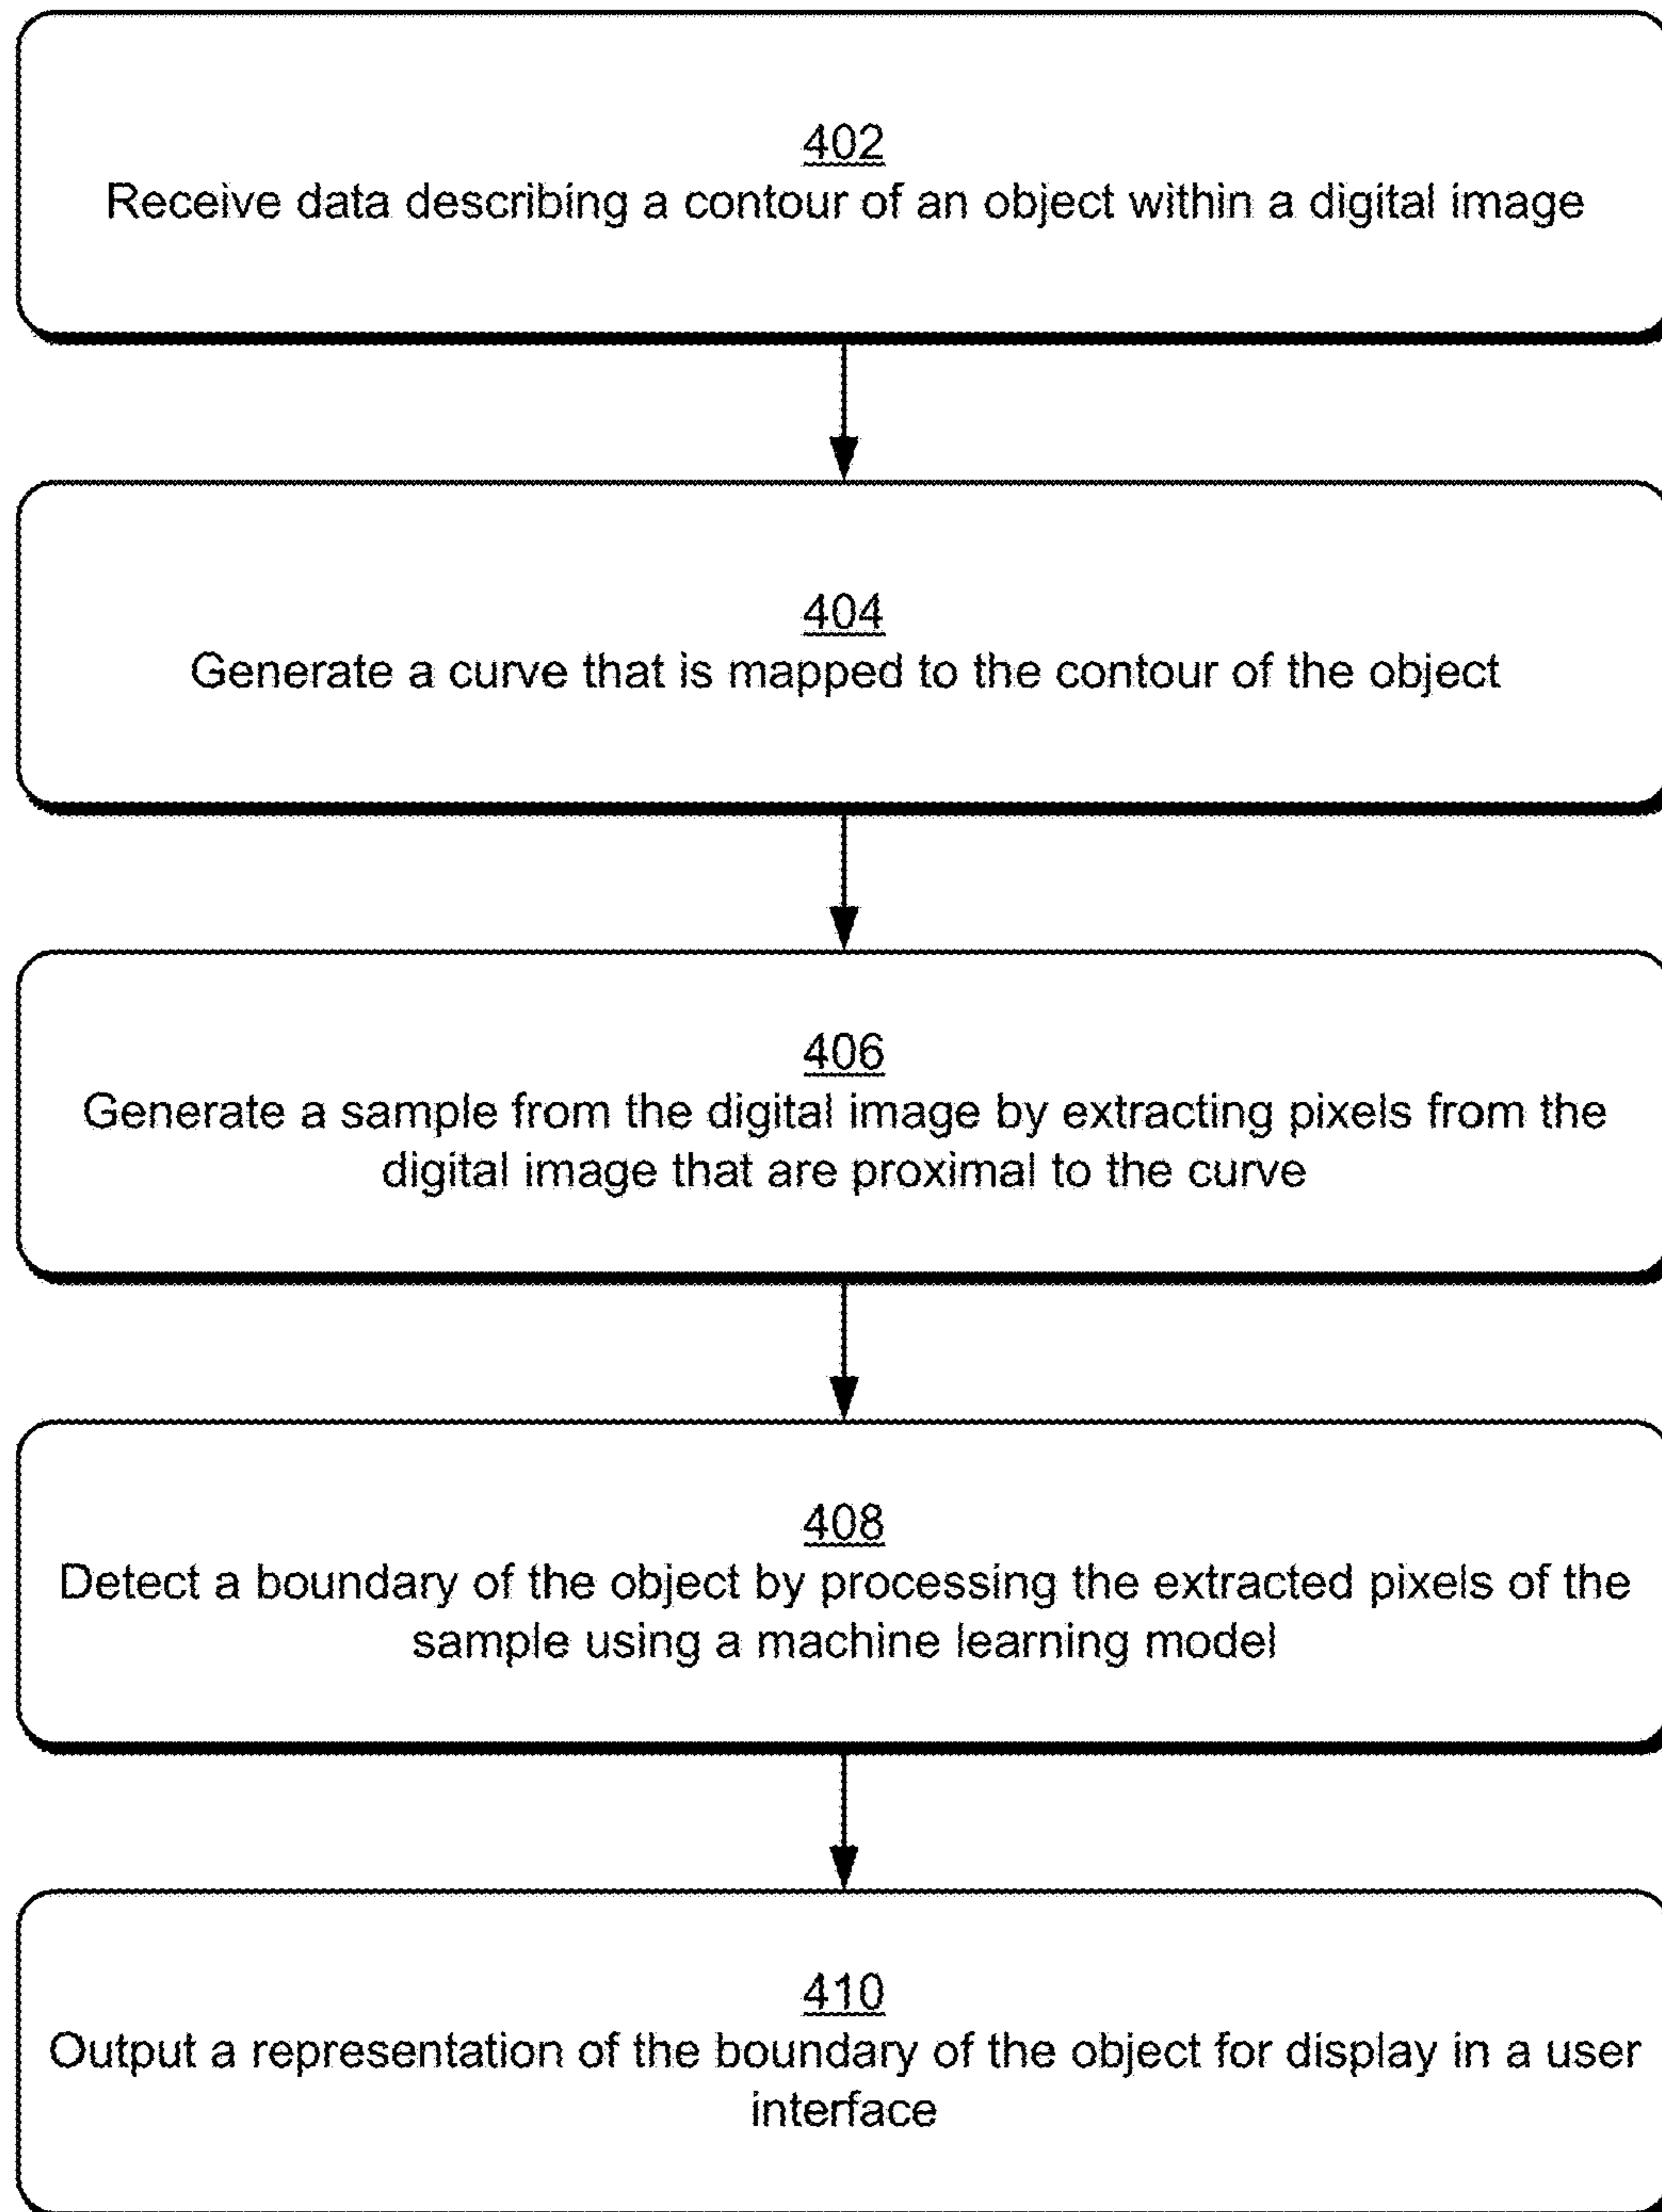 402
Receive data describing a contour of an object within a digital image
404
Generate a curve that is mapped to the contour of the object
406
Generate a sample from the digital image by extracting pixels from the
digital image that are proximal to the curve
408
Detect a boundary of the object by processing the extracted pixels of the
sample using a machine learning model
410
Output a representation of the boundary of the object for display in a user
interface